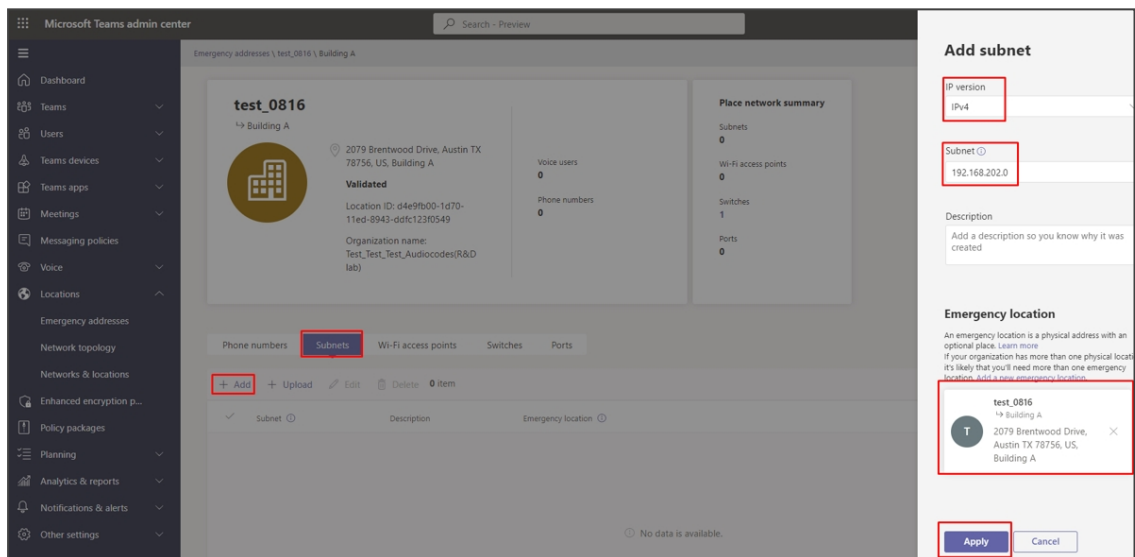 Microsoft Teams admin center
Search - Preview
Dashboard
Teams
Users
Teams devices
Teams apps
Meetings
Messaging policies
Voice
Locations
Emergency addresses
Network topology
Networks & locations
Enhanced encryption p...
Policy packages
Planning
Analytics & reports
Notifications & alerts
Other settings
Emergency addresses \ test_0816 \ Building A
test_0816
↳ Building A
2079 Brentwood Drive, Austin TX
78756, US, Building A
Validated
Location ID: d4e9fb00-1d70-
11ed-8943-ddfc123f0549
Organization name:
Test_Test_Test_Audiocodes(R&D
lab)
Voice users
0
Phone numbers
0
Place network summary
Subnets
0
Wi-Fi access points
0
Switches
1
Ports
0
Phone numbers Subnets Wi-Fi access points Switches Ports
+ Add + Upload Edit Delete 0 item
Subnet Description Emergency location
No data is available.
Add subnet
IP version
IPv4
Subnet
192.168.202.0
Description
Add a description so you know why it was
created
Emergency location
An emergency location is a physical address with an
optional place. Learn more
If your organization has more than one physical locati
it's likely that you'll need more than one emergency
location. Add a new emergency location.
test_0816
↳ Building A
T
2079 Brentwood Drive,
Austin TX 78756, US,
Building A
Apply Cancel